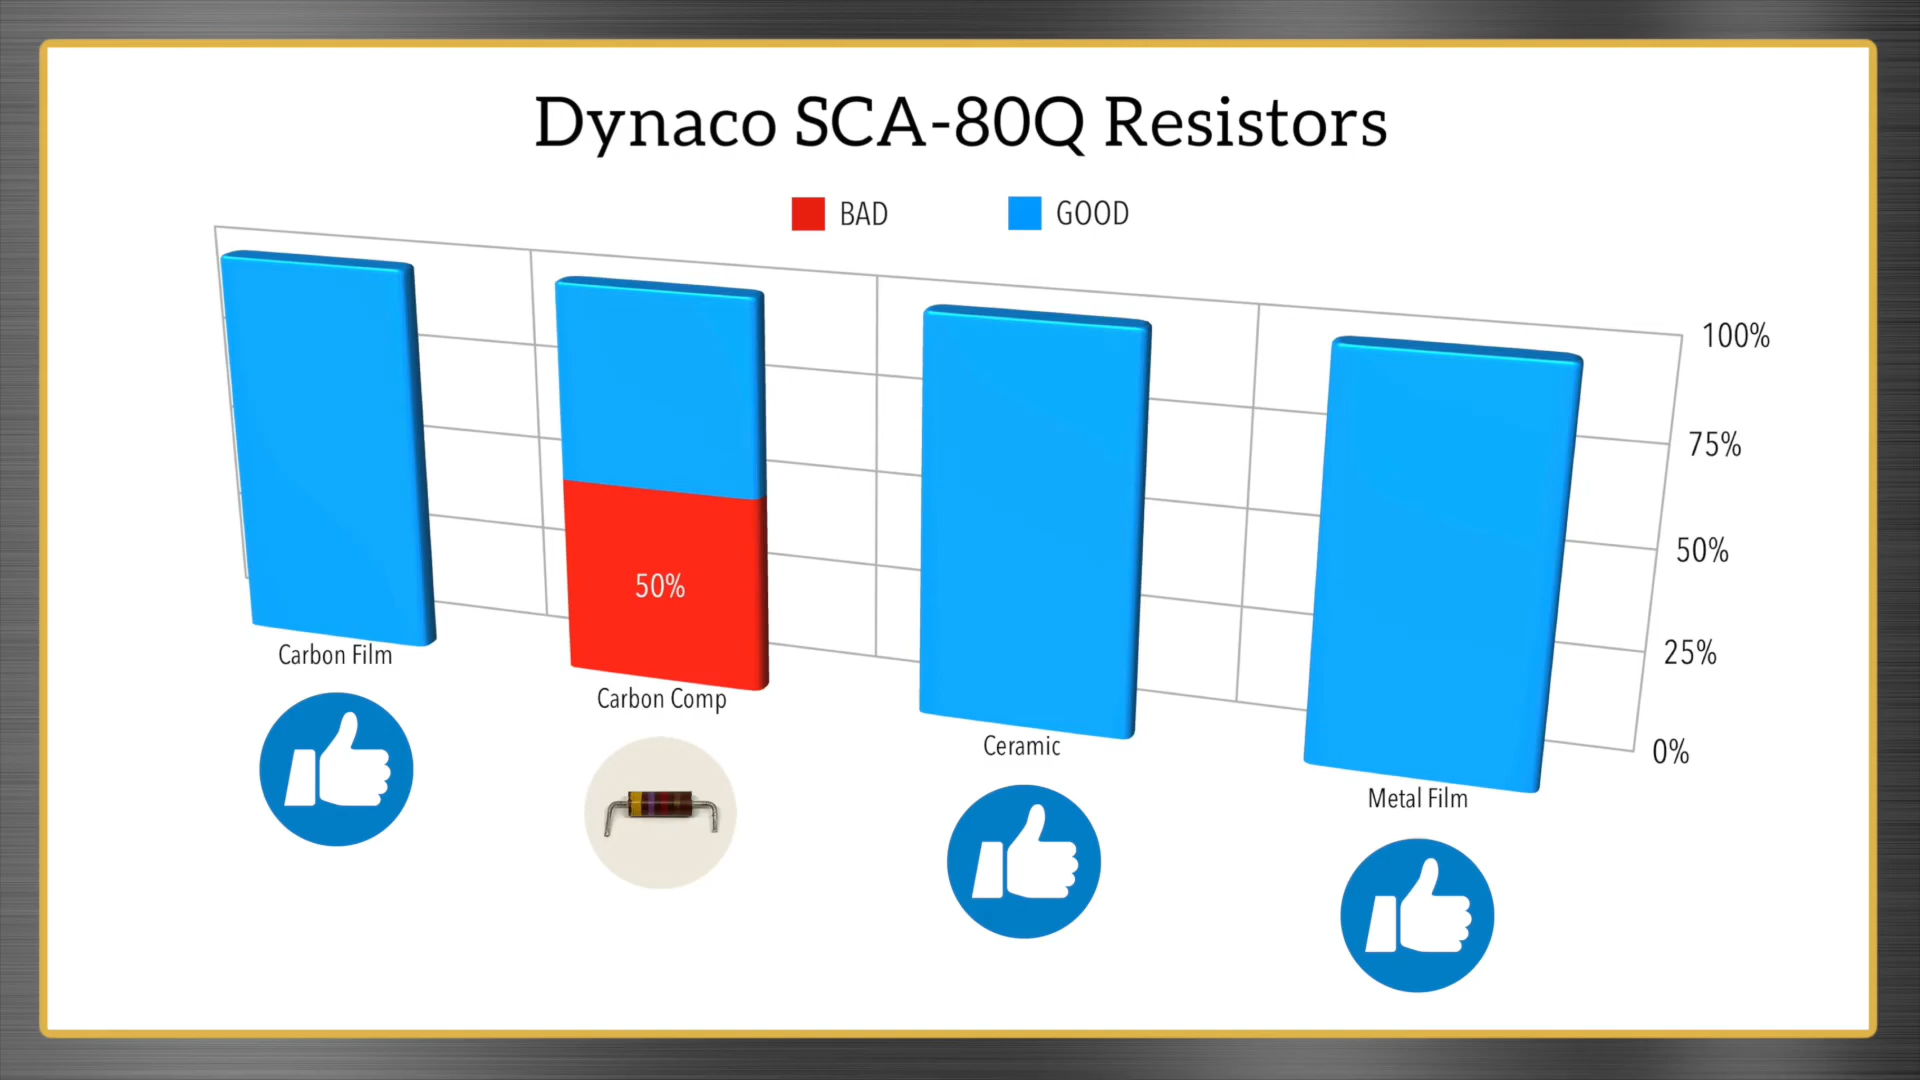 Dynaco SCA-80Q Resistors
BAD
GOOD
100%
75%
50%
25%
0%
50%
Carbon Film
Carbon Comp
Ceramic
Metal Film